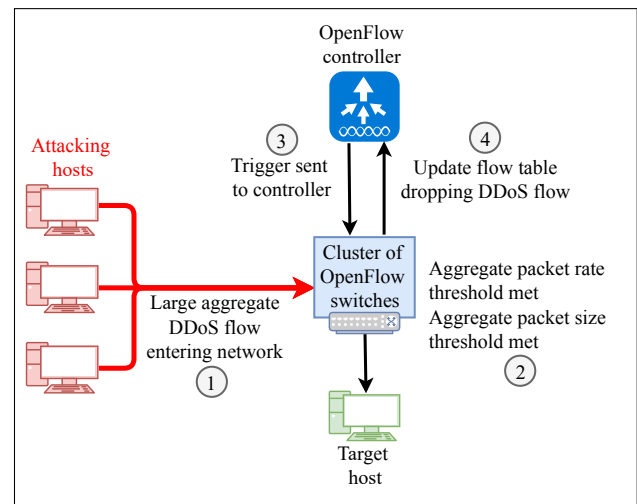 OpenFlow
controller
3
Trigger sent
to controller
4
Update flow table
dropping DDoS flow
Attacking
hosts
Cluster of
OpenFlow
switches
Large aggregate
DDoS flow
entering network
1
Aggregate packet rate
threshold met
Aggregate packet size
threshold met
2
Target
host